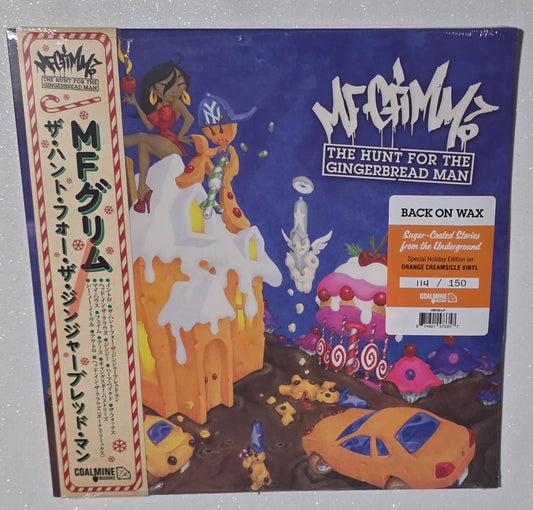 MF GRIMM
THE HUNT FOR THE
GINGERBREAD MAN
MFグリム
ザ・ハント・フォー・ザ・ジンジャーブレッド・マン
COALMINE
RECORDS
NY
MF GRIMM
THE HUNT FOR THE
GINGERBREAD MAN
BACK ON WAX
Sugar-Coated Stories
from the Underground
Special Holiday Edition on
ORANGE CREAMSICLE VINYL
114 / 150
COALMINE
RECORDS